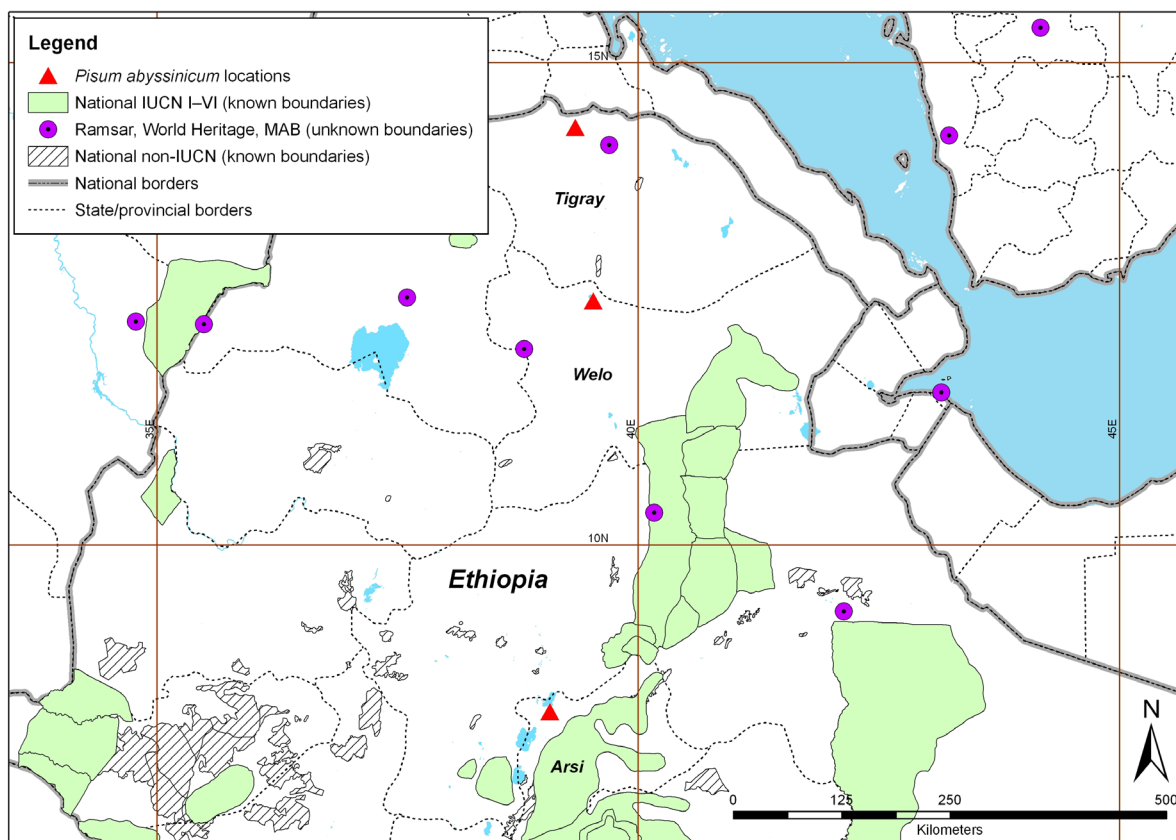 Legend
Pisum abyssinicum locations
National IUCN I–VI (known boundaries)
Ramsar, World Heritage, MAB (unknown boundaries)
National non-IUCN (known boundaries)
National borders
State/provincial borders
15N
Tigray
Welo
35E
40E
45E
10N
Ethiopia
Arsi
N
0 125 250 500
Kilometers